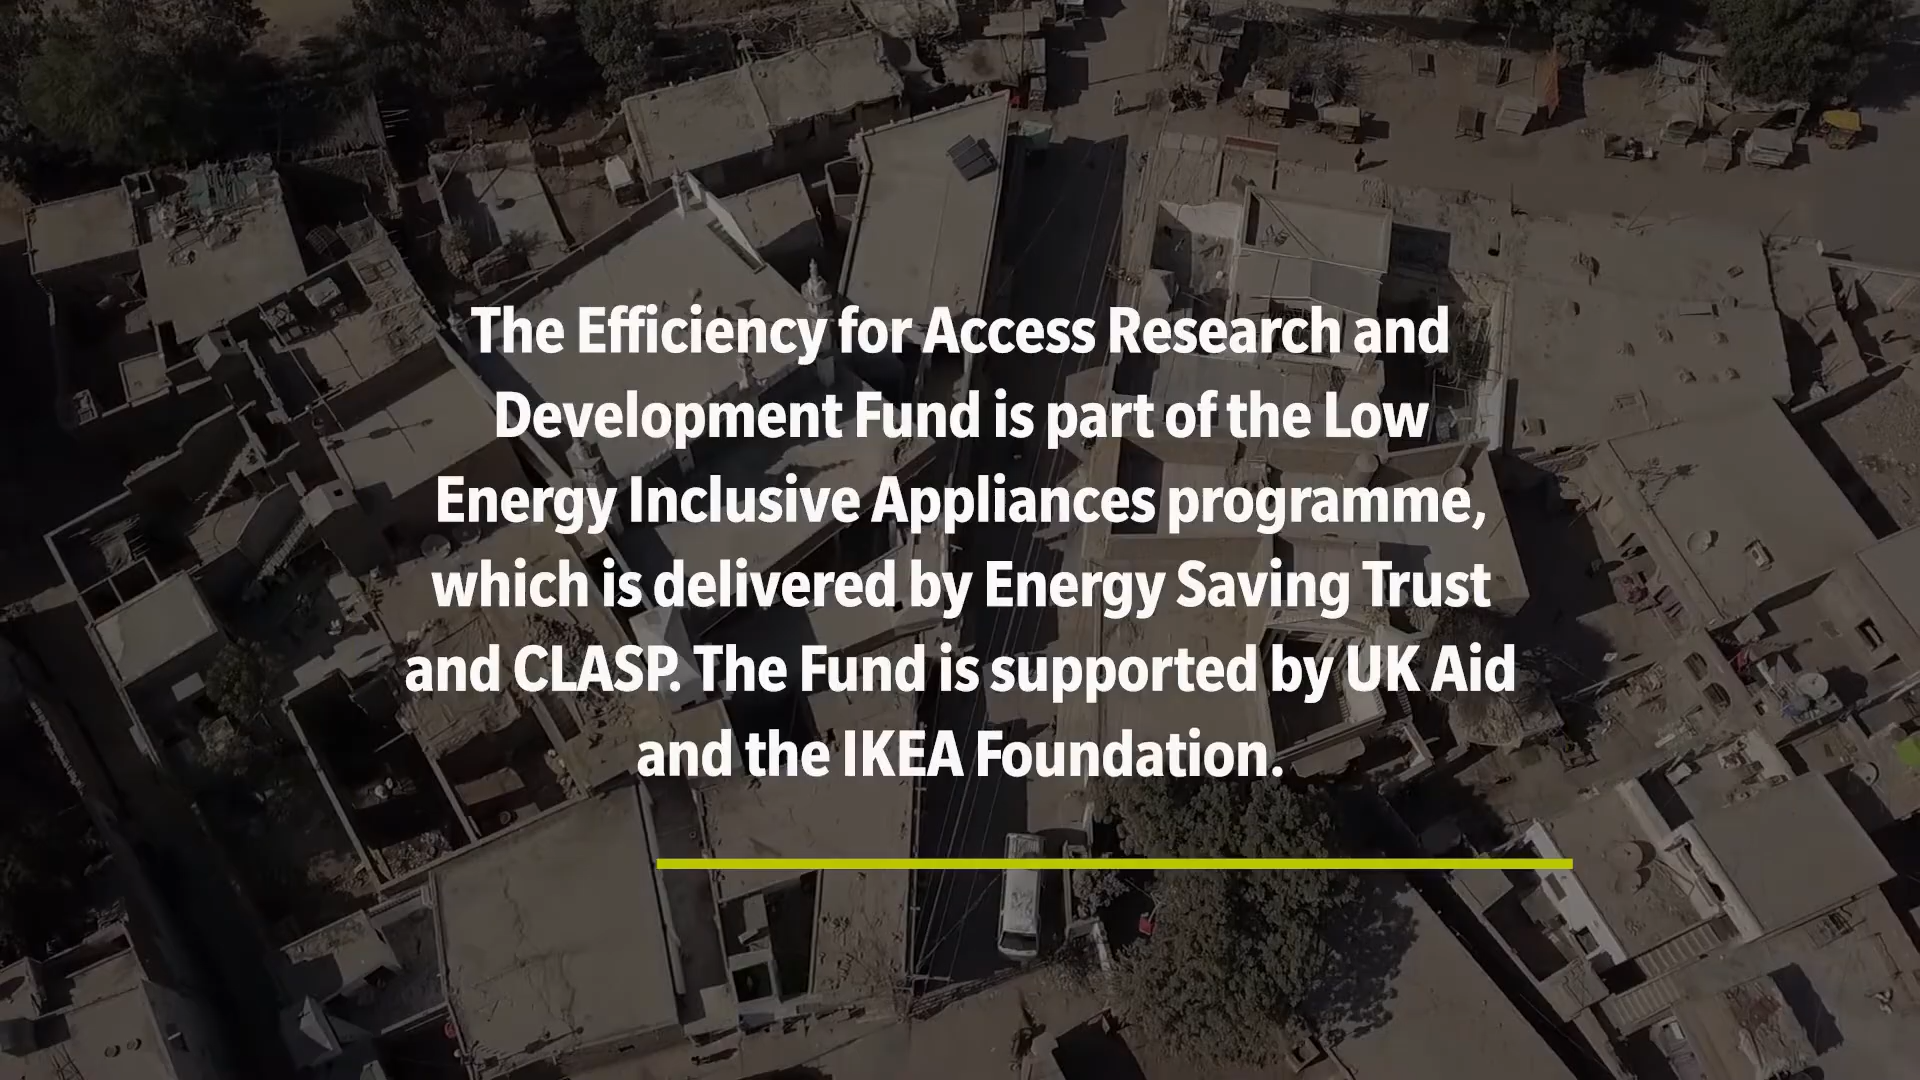 The Efficiency for Access Research and
Development Fund is part of the Low
Energy Inclusive Appliances programme,
which is delivered by Energy Saving Trust
and CLASP. The Fund is supported by UK Aid
and the IKEA Foundation.